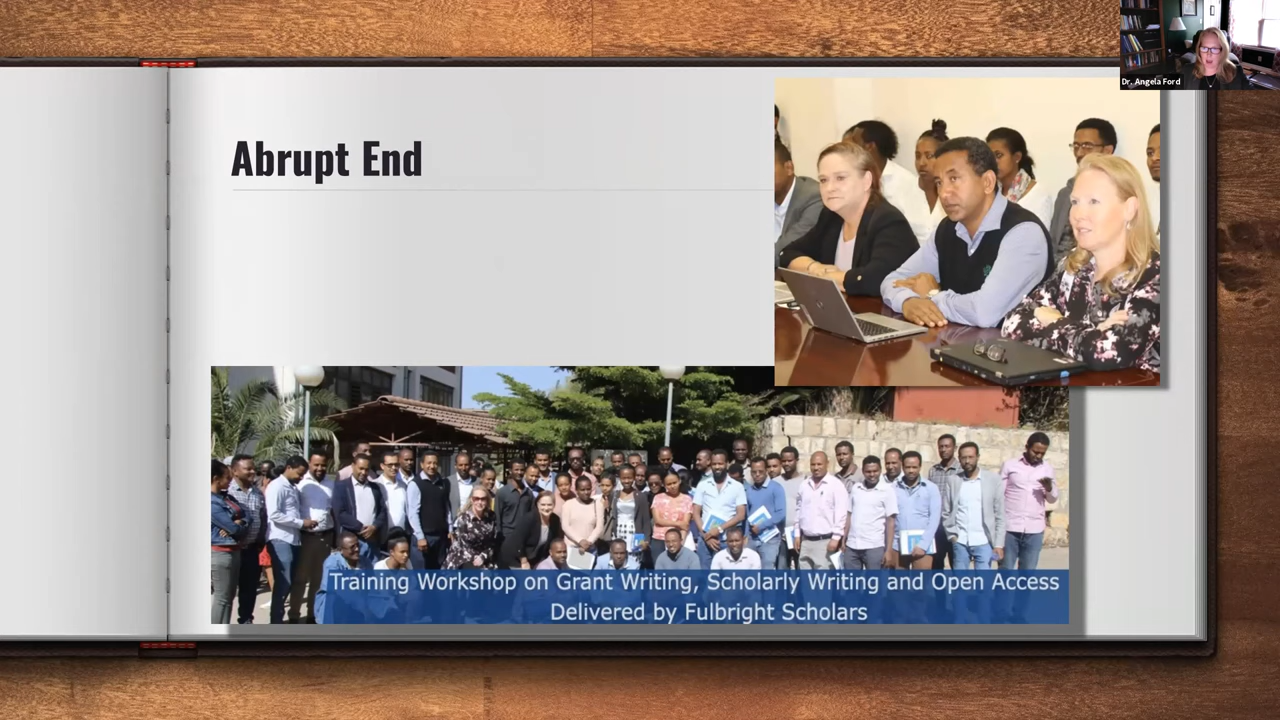 Dr. Angela Ford
Abrupt End
Training Workshop on Grant Writing, Scholarly Writing and Open Access
Delivered by Fulbright Scholars